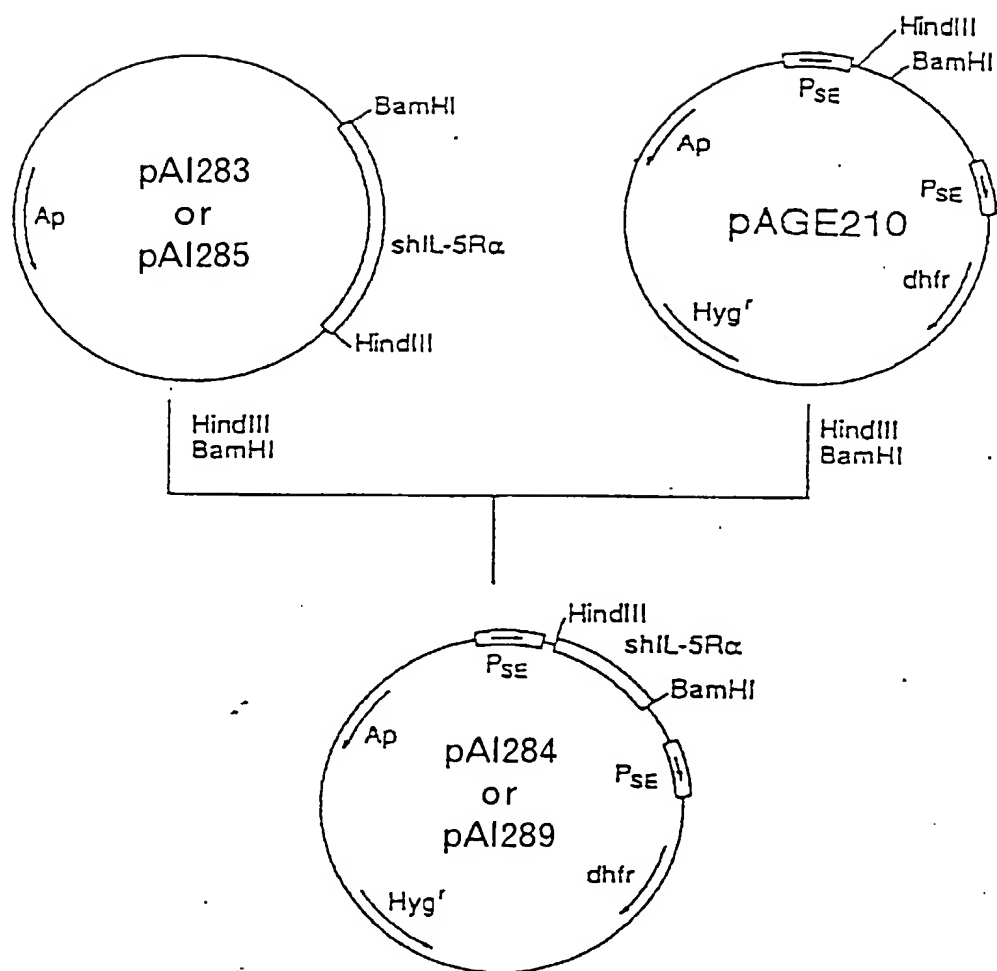 BamHI
pAI283
or
pAI285
Ap
shIL-5Rα
HindIII
HindIII
BamHI
PSE
Ap
PSE
pAGE210
dhfr
Hygʳ
HindIII
BamHI
HindIII
BamHI
HindIII
shIL-5Rα
PSE
BamHI
Ap
pAI284
or
pAI289
PSE
dhfr
Hygʳ